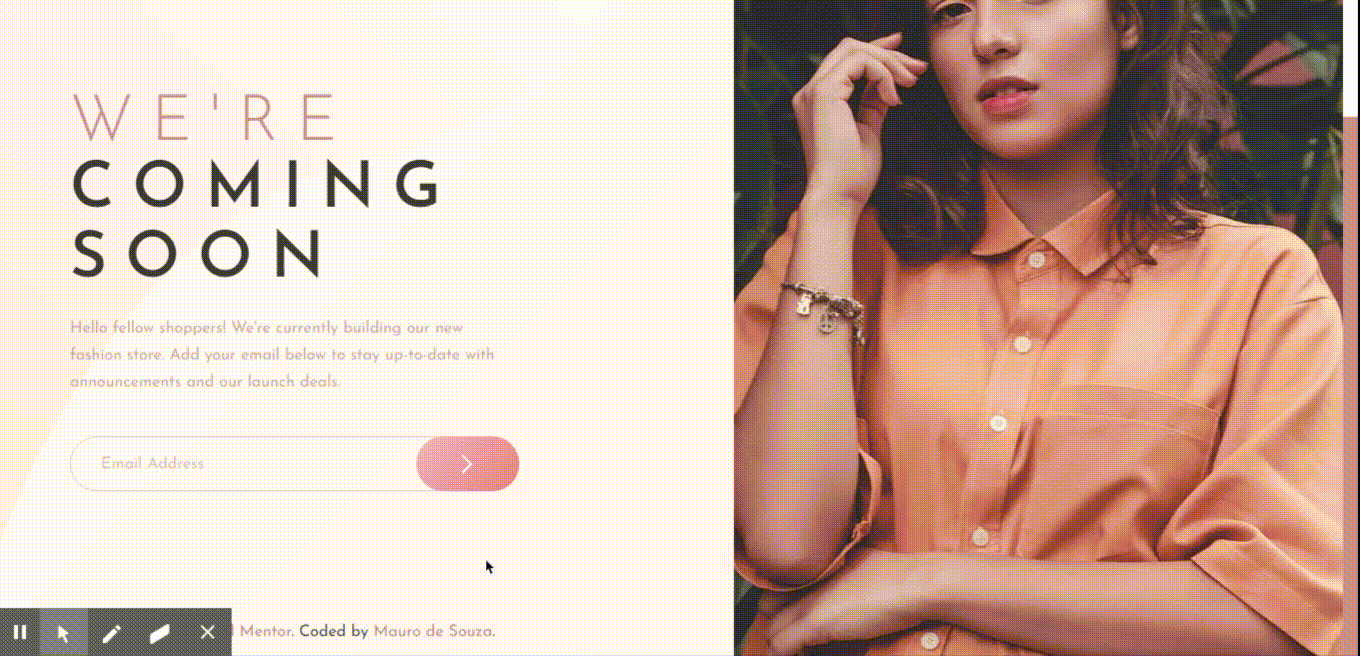 WE'RE
COMING
SOON
Hello fellow shoppers! We're currently building our new
fashion store. Add your email below to stay up-to-date with
announcements and our launch deals.
Email Address
Mentor. Coded by Mauro de Souza.